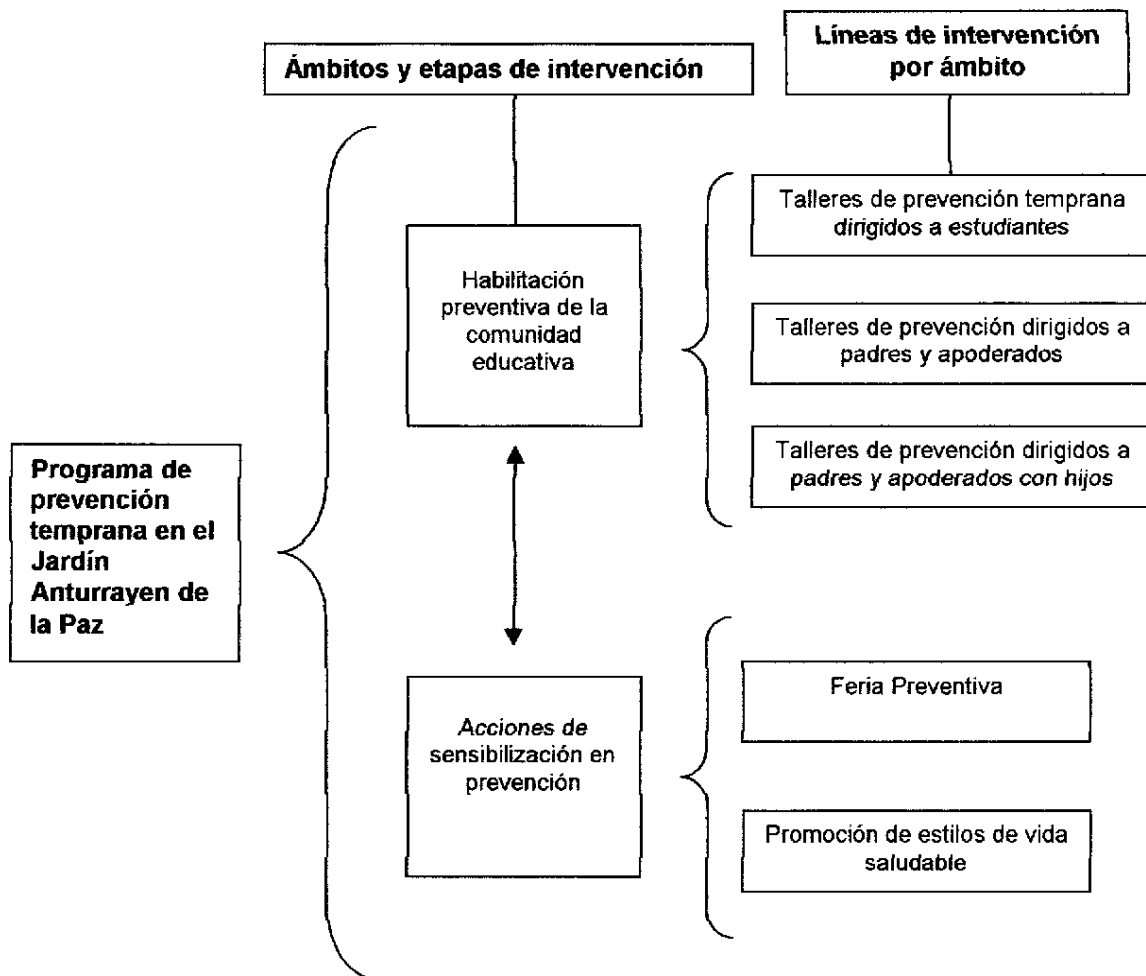 Ámbitos y etapas de intervención
Líneas de intervención
por ámbito
Programa de
prevención
temprana en el
Jardín
Anturrayen de
la Paz
Habilitación
preventiva de la
comunidad
educativa
Talleres de prevención temprana
dirigidos a estudiantes
Talleres de prevención dirigidos a
padres y apoderados
Talleres de prevención dirigidos a
padres y apoderados con hijos
Acciones de
sensibilización en
prevención
Feria Preventiva
Promoción de estilos de vida
saludable